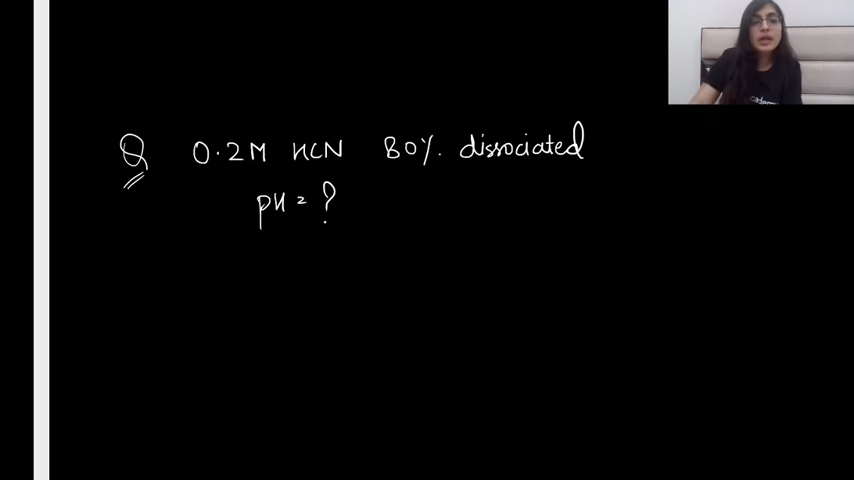 Q 0.2M HCN 80% dissociated
pH = ?